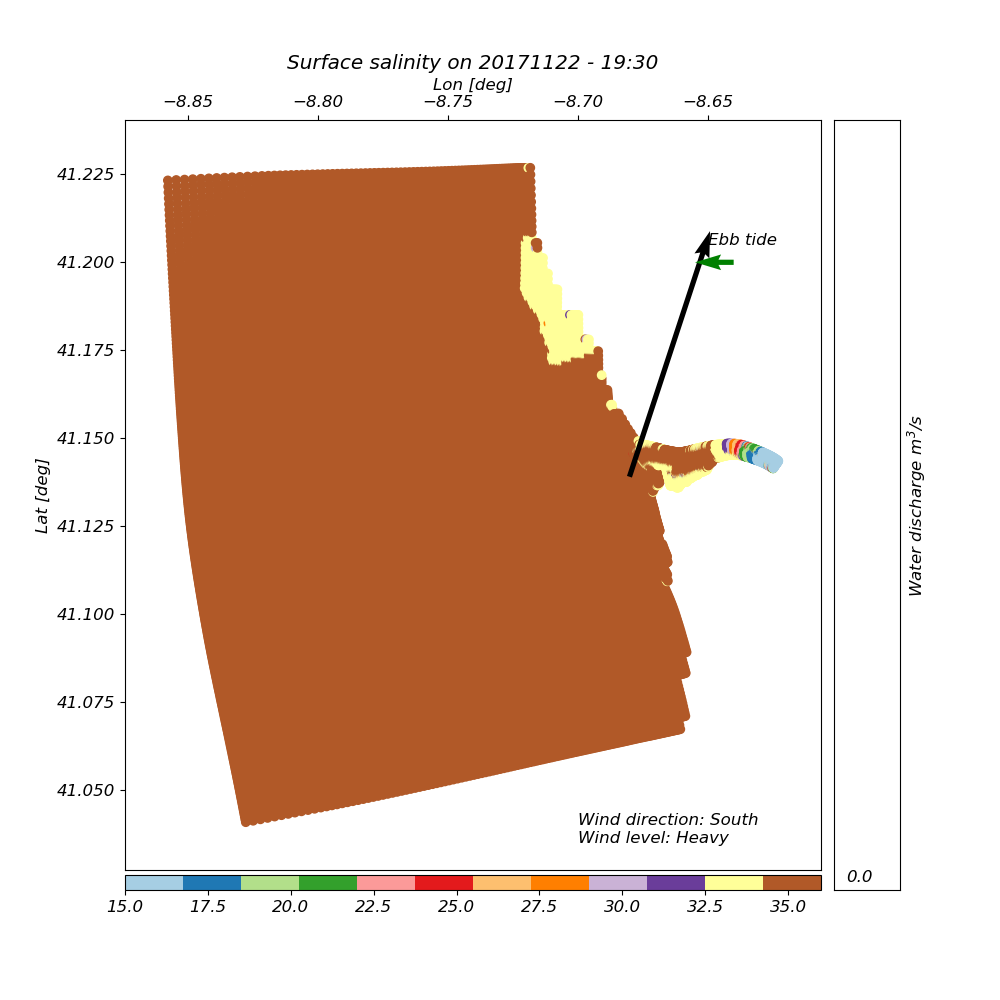 Surface salinity on 20171122 - 19:30
Lon [deg]
−8.85 −8.80 −8.75 −8.70 −8.65
41.225
41.200
41.175
41.150
41.125
41.100
41.075
41.050
Lat [deg]
Ebb tide
Wind direction: South
Wind level: Heavy
15.0 17.5 20.0 22.5 25.0 27.5 30.0 32.5 35.0
0.0
Water discharge m³/s